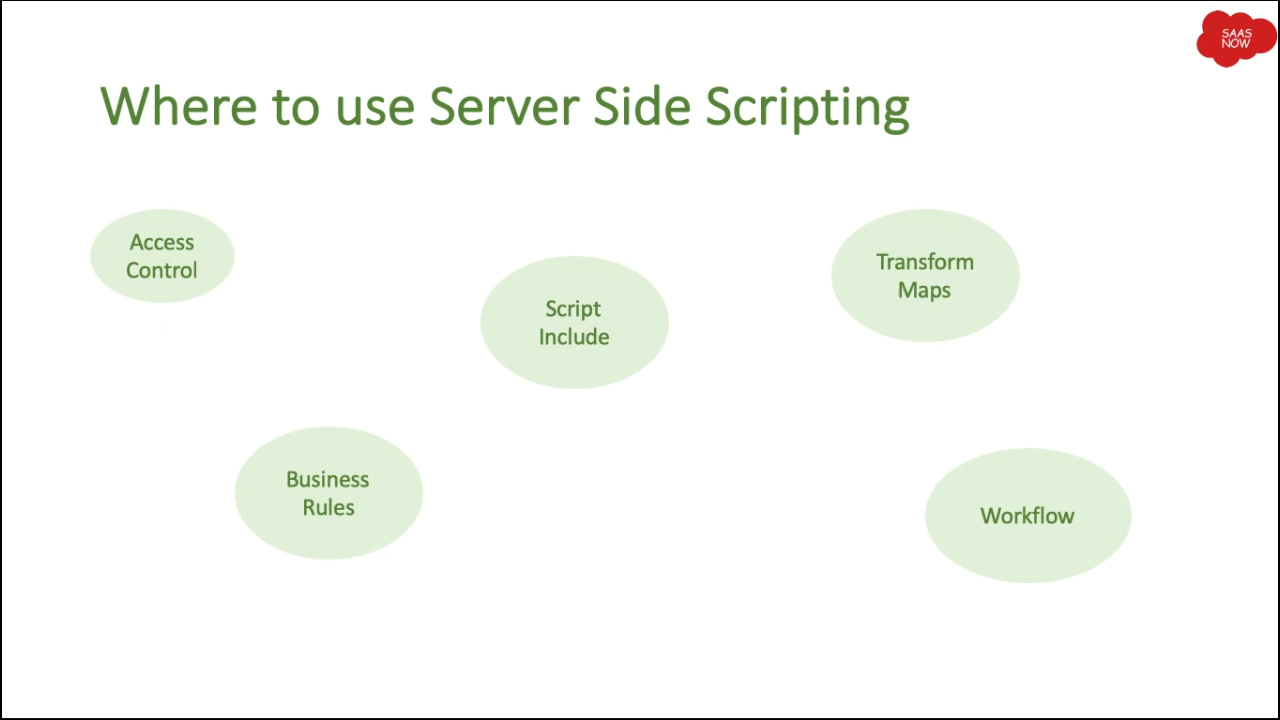 SAAS
NOW
Where to use Server Side Scripting
Access
Control
Script
Include
Transform
Maps
Business
Rules
Workflow